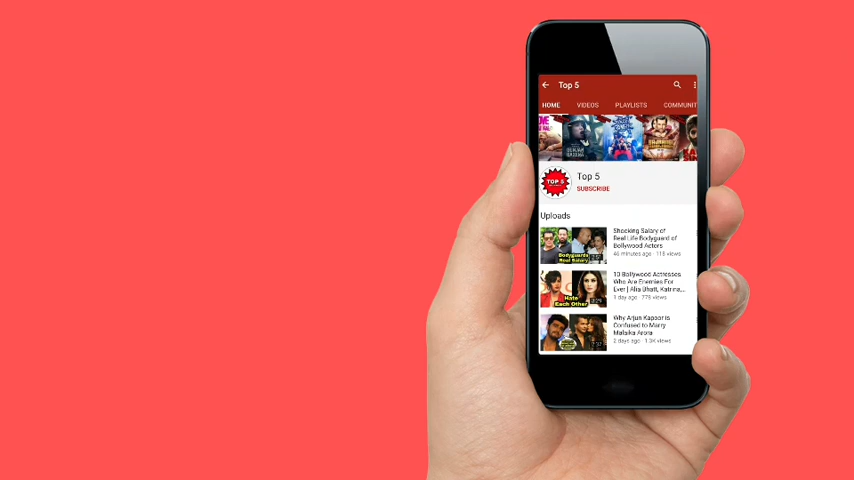 Top 5
HOME VIDEOS PLAYLISTS COMMUNIT
TOP 5
Top 5
SUBSCRIBE
Uploads
Shocking Salary of
Real Life Bodyguard of
Bollywood Actors
46 minutes ago · 118 views
Bodyguards
Real Salary
10 Bollywood Actresses
Who Are Enemies For
Ever | Alia Bhatt, Katrina,...
1 day ago · 773 views
Hate
Each Other
Why Arjun Kapoor is
Confused to Marry
Malaika Arora
2 days ago · 1.3K views